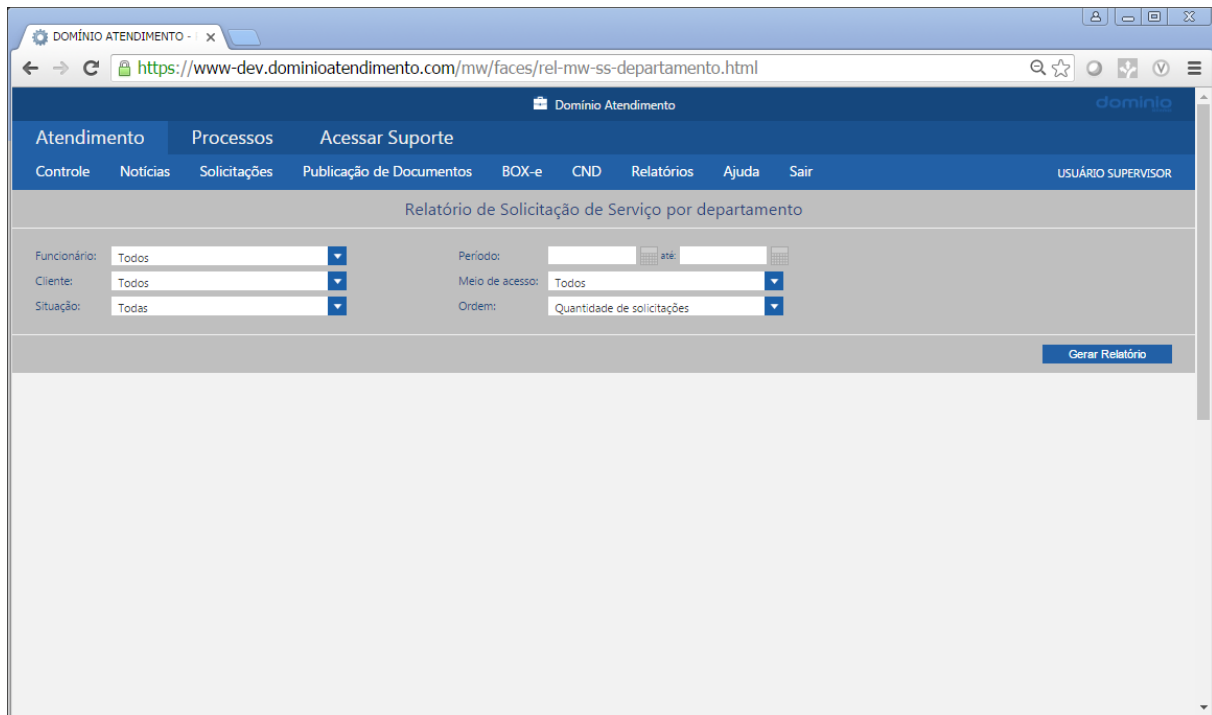 DOMÍNIO ATENDIMENTO -
https://www-dev.dominioatendimento.com/mw/faces/rel-mw-ss-departamento.html
Domínio Atendimento
domínio
Atendimento Processos Acessar Suporte
Controle Notícias Solicitações Publicação de Documentos BOX-e CND Relatórios Ajuda Sair USUÁRIO SUPERVISOR
Relatório de Solicitação de Serviço por departamento
Funcionário: Todos Período: até:
Cliente: Todos Meio de acesso: Todos
Situação: Todas Ordem: Quantidade de solicitações
Gerar Relatório